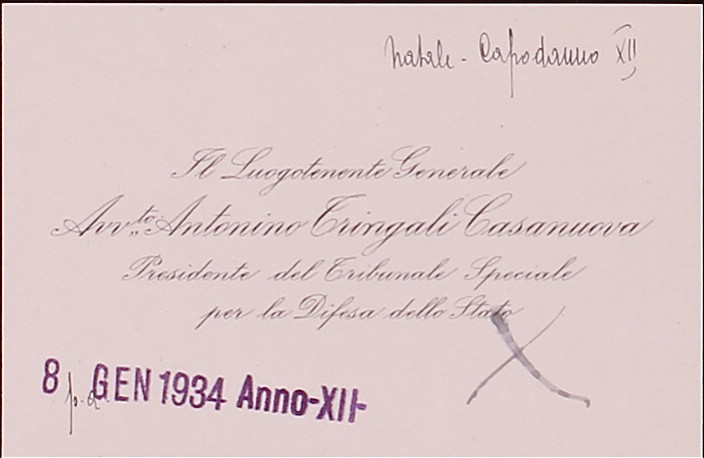 Natale - Capodanno XII
Il Luogotenente Generale
Avv.to Antonino Tringali Casanuova
Presidente del Tribunale Speciale
per la Difesa dello Stato
8 GEN 1934 Anno-XII-
p. a.